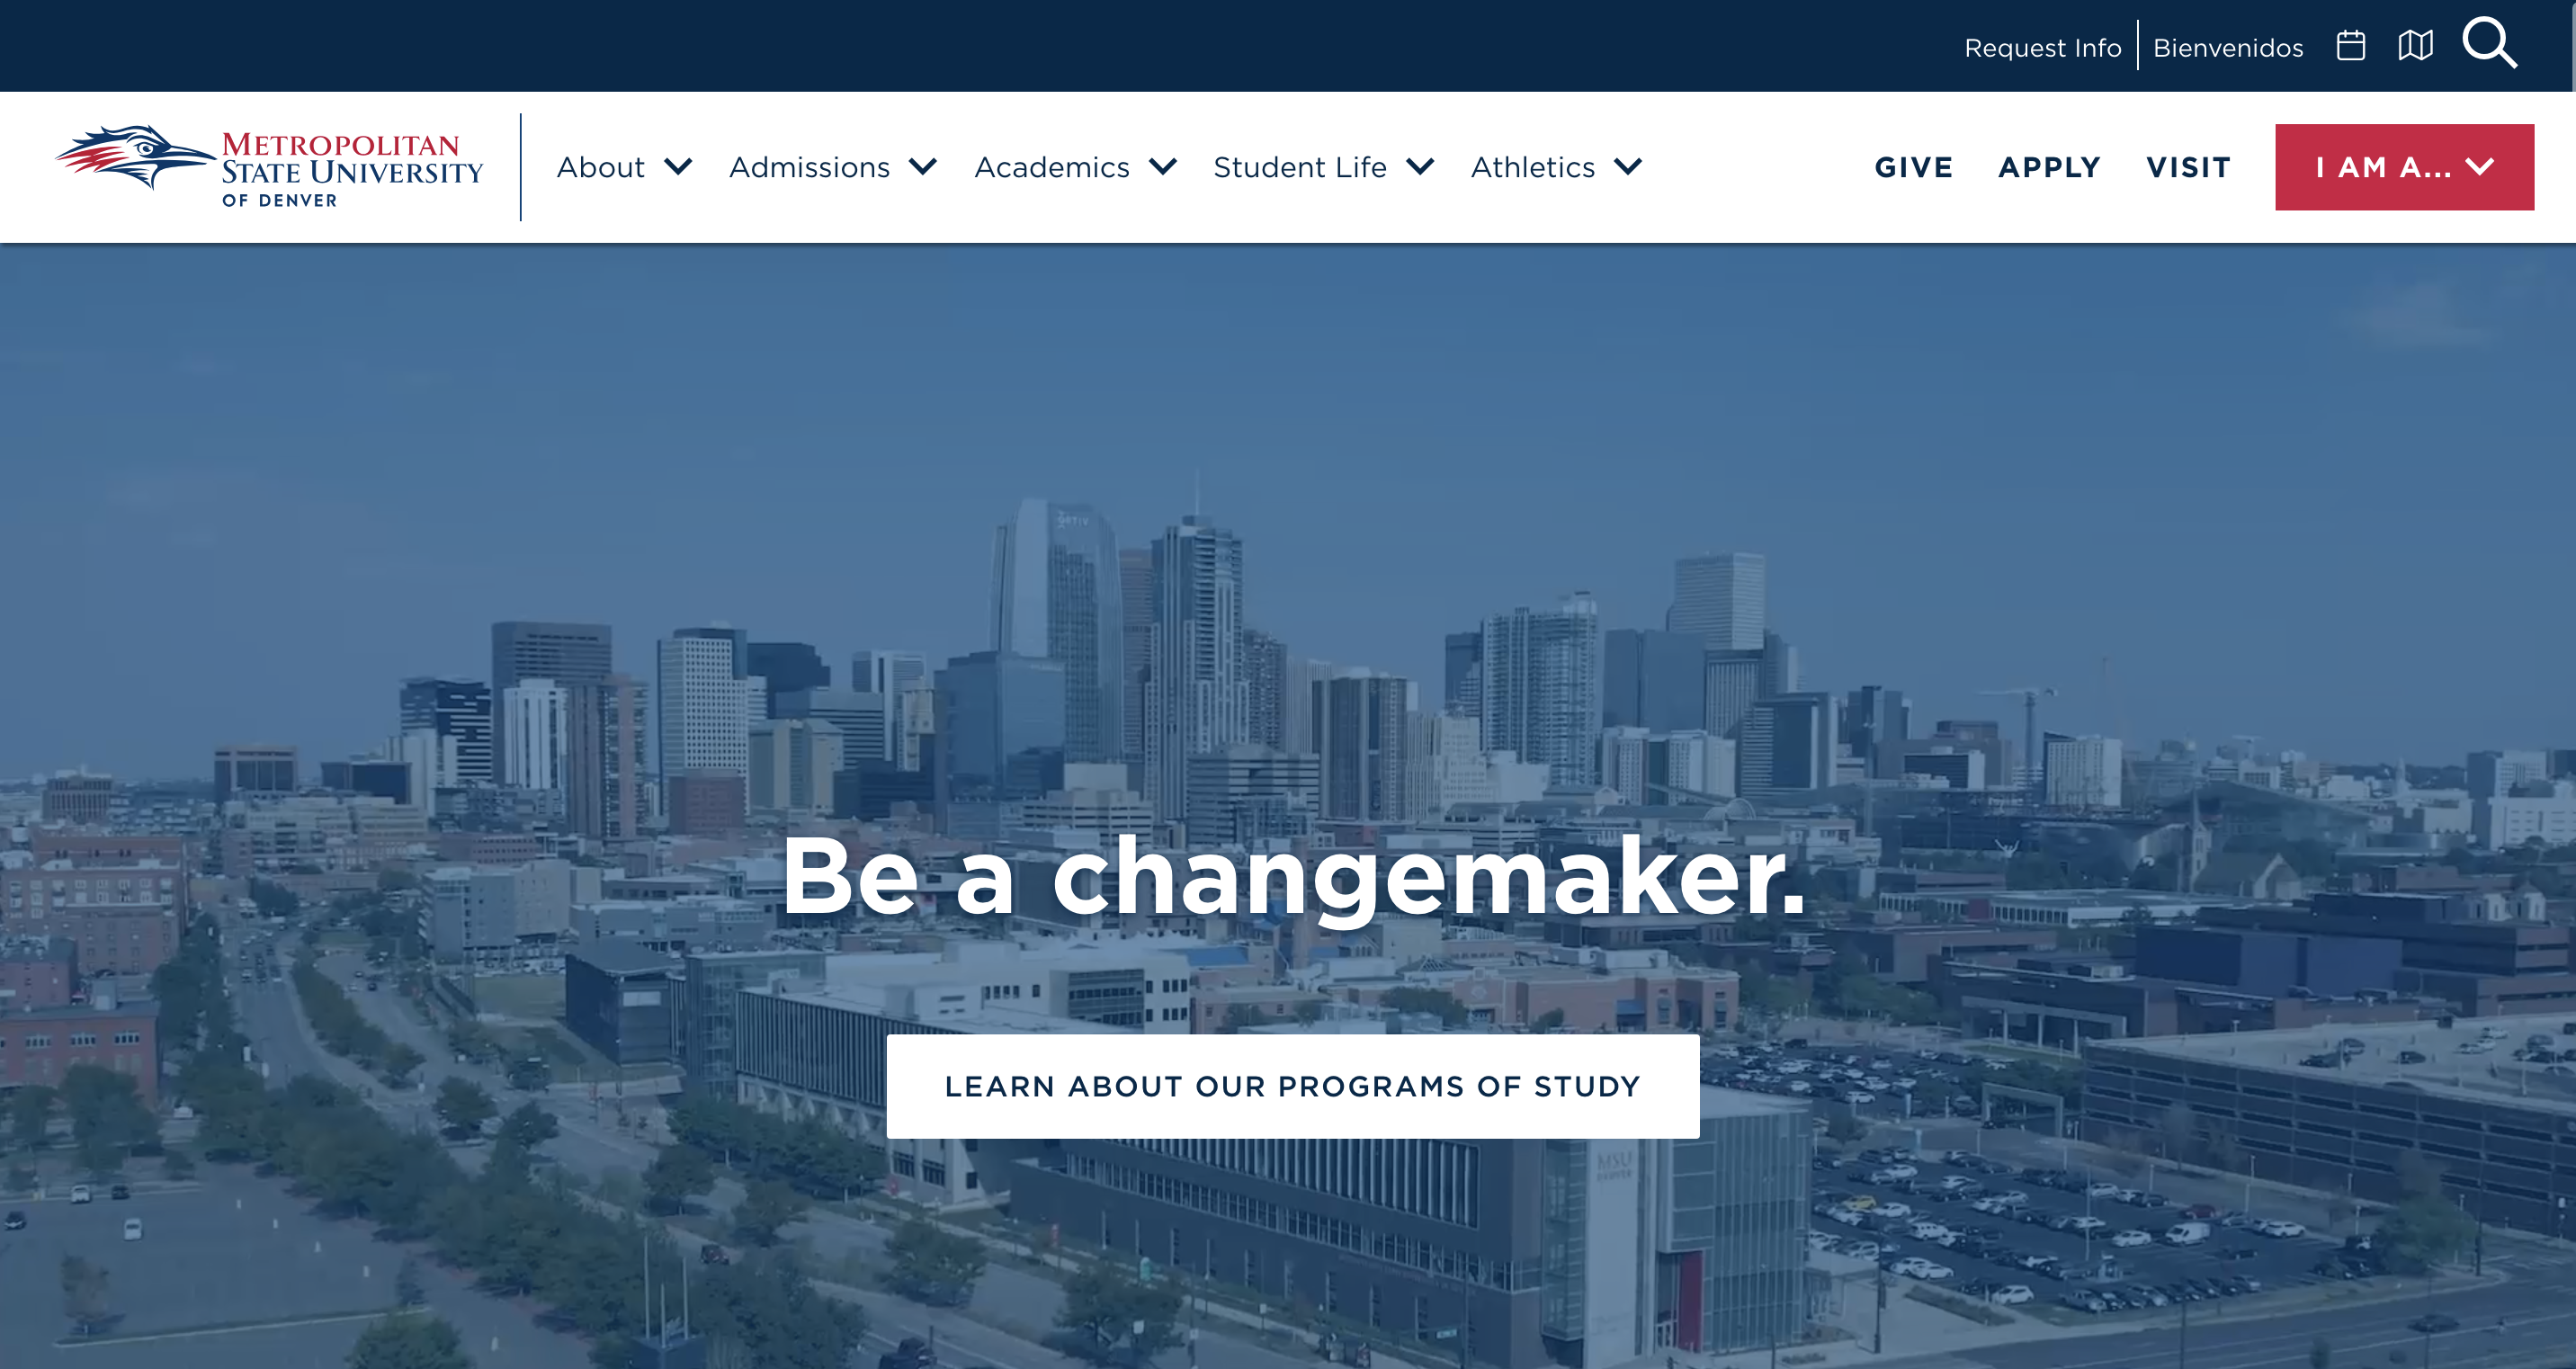 Request Info
Bienvenidos
METROPOLITAN
STATE UNIVERSITY
OF DENVER
About
Admissions
Academics
Student Life
Athletics
GIVE
APPLY
VISIT
I AM A...
Be a changemaker.
LEARN ABOUT OUR PROGRAMS OF STUDY
MSU